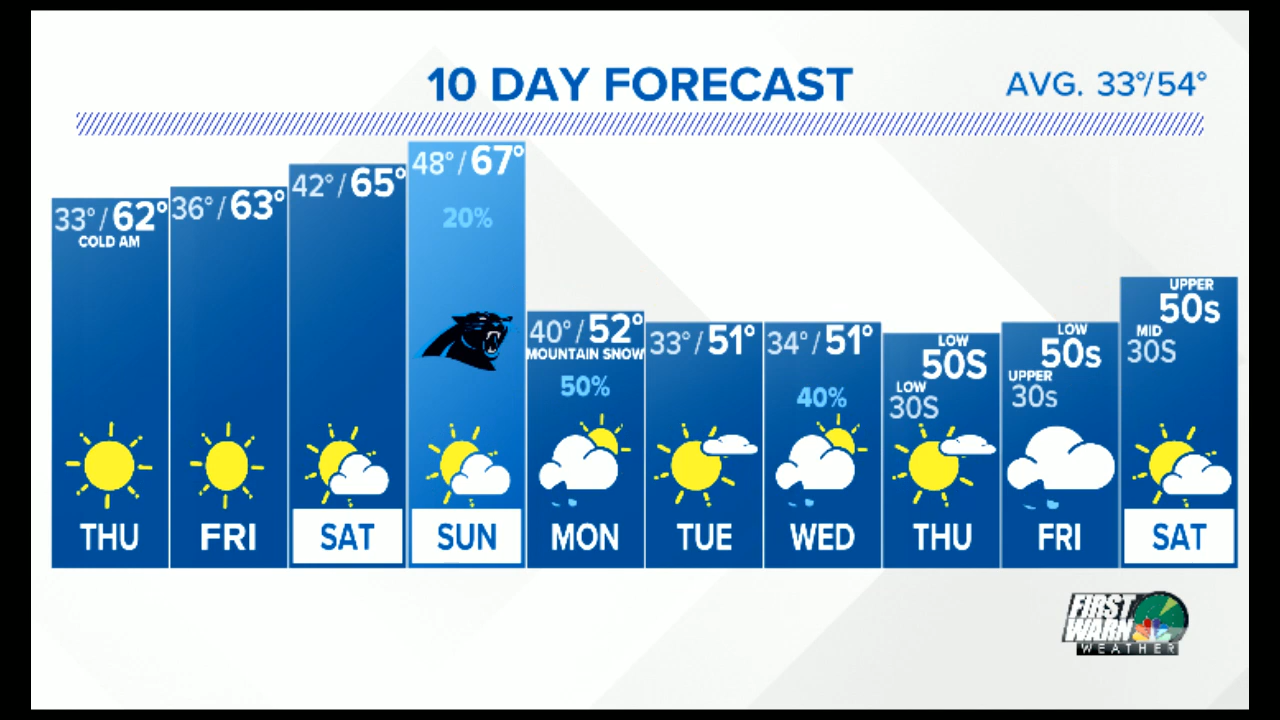 10 DAY FORECAST
AVG. 33°/54°
33°/62°
COLD AM
THU
36°/63°
FRI
42°/65°
SAT
48°/67°
20%
SUN
40°/52°
MOUNTAIN SNOW
50%
MON
33°/51°
TUE
34°/51°
40%
WED
LOW
50S
LOW
30S
THU
LOW
50s
UPPER
30s
FRI
UPPER
50s
MID
30S
SAT
FIRST
WARN
WEATHER